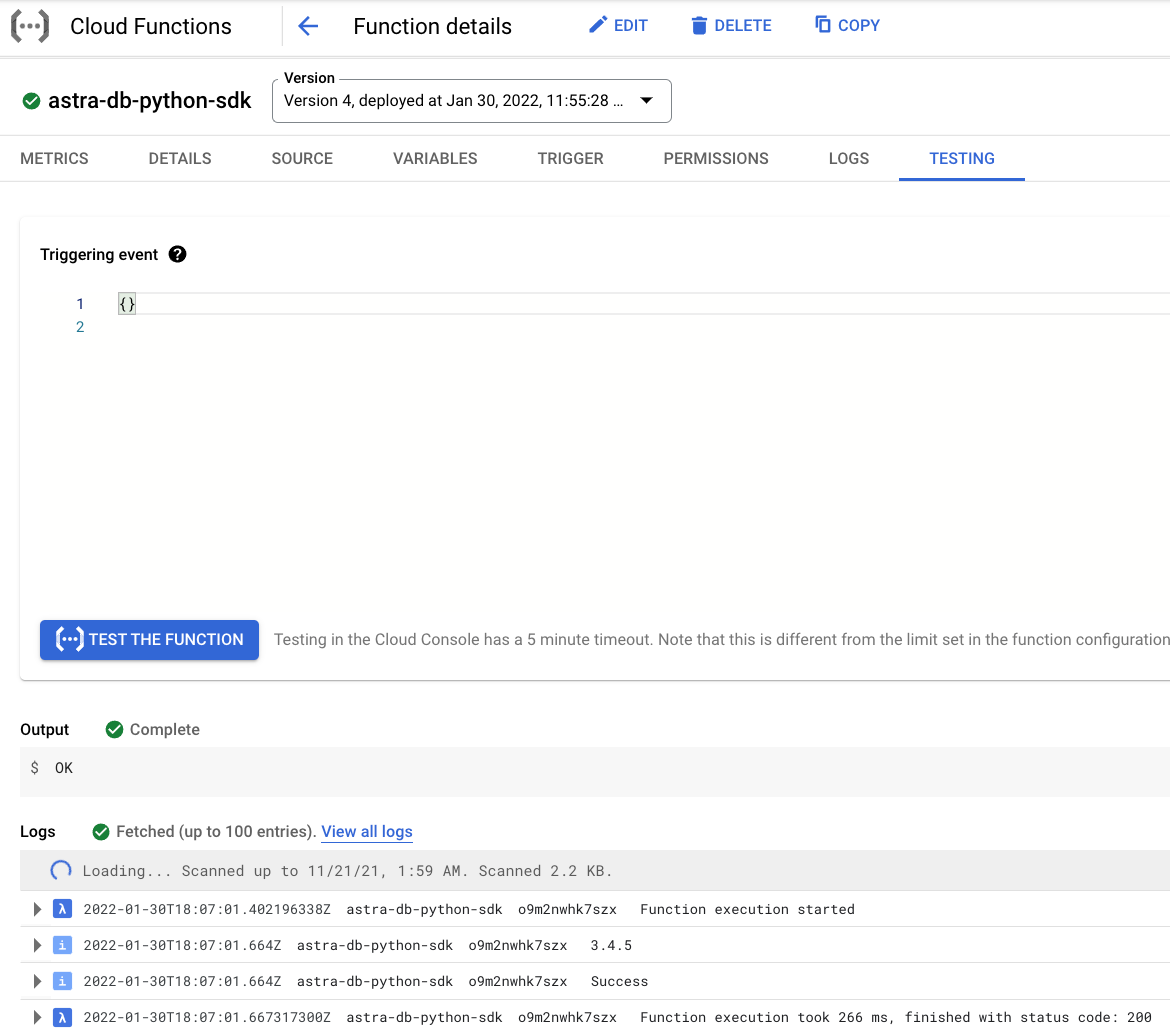 Cloud Functions Function details EDIT DELETE COPY
Version
astra-db-python-sdk Version 4, deployed at Jan 30, 2022, 11:55:28 ...
METRICS DETAILS SOURCE VARIABLES TRIGGER PERMISSIONS LOGS TESTING
Triggering event ?
1 {}
2
(···) TEST THE FUNCTION Testing in the Cloud Console has a 5 minute timeout. Note that this is different from the limit set in the function configuration
Output Complete
$ OK
Logs Fetched (up to 100 entries). View all logs
Loading... Scanned up to 11/21/21, 1:59 AM. Scanned 2.2 KB.
λ 2022-01-30T18:07:01.402196338Z astra-db-python-sdk o9m2nwhk7szx Function execution started
i 2022-01-30T18:07:01.664Z astra-db-python-sdk o9m2nwhk7szx 3.4.5
i 2022-01-30T18:07:01.664Z astra-db-python-sdk o9m2nwhk7szx Success
λ 2022-01-30T18:07:01.667317300Z astra-db-python-sdk o9m2nwhk7szx Function execution took 266 ms, finished with status code: 200